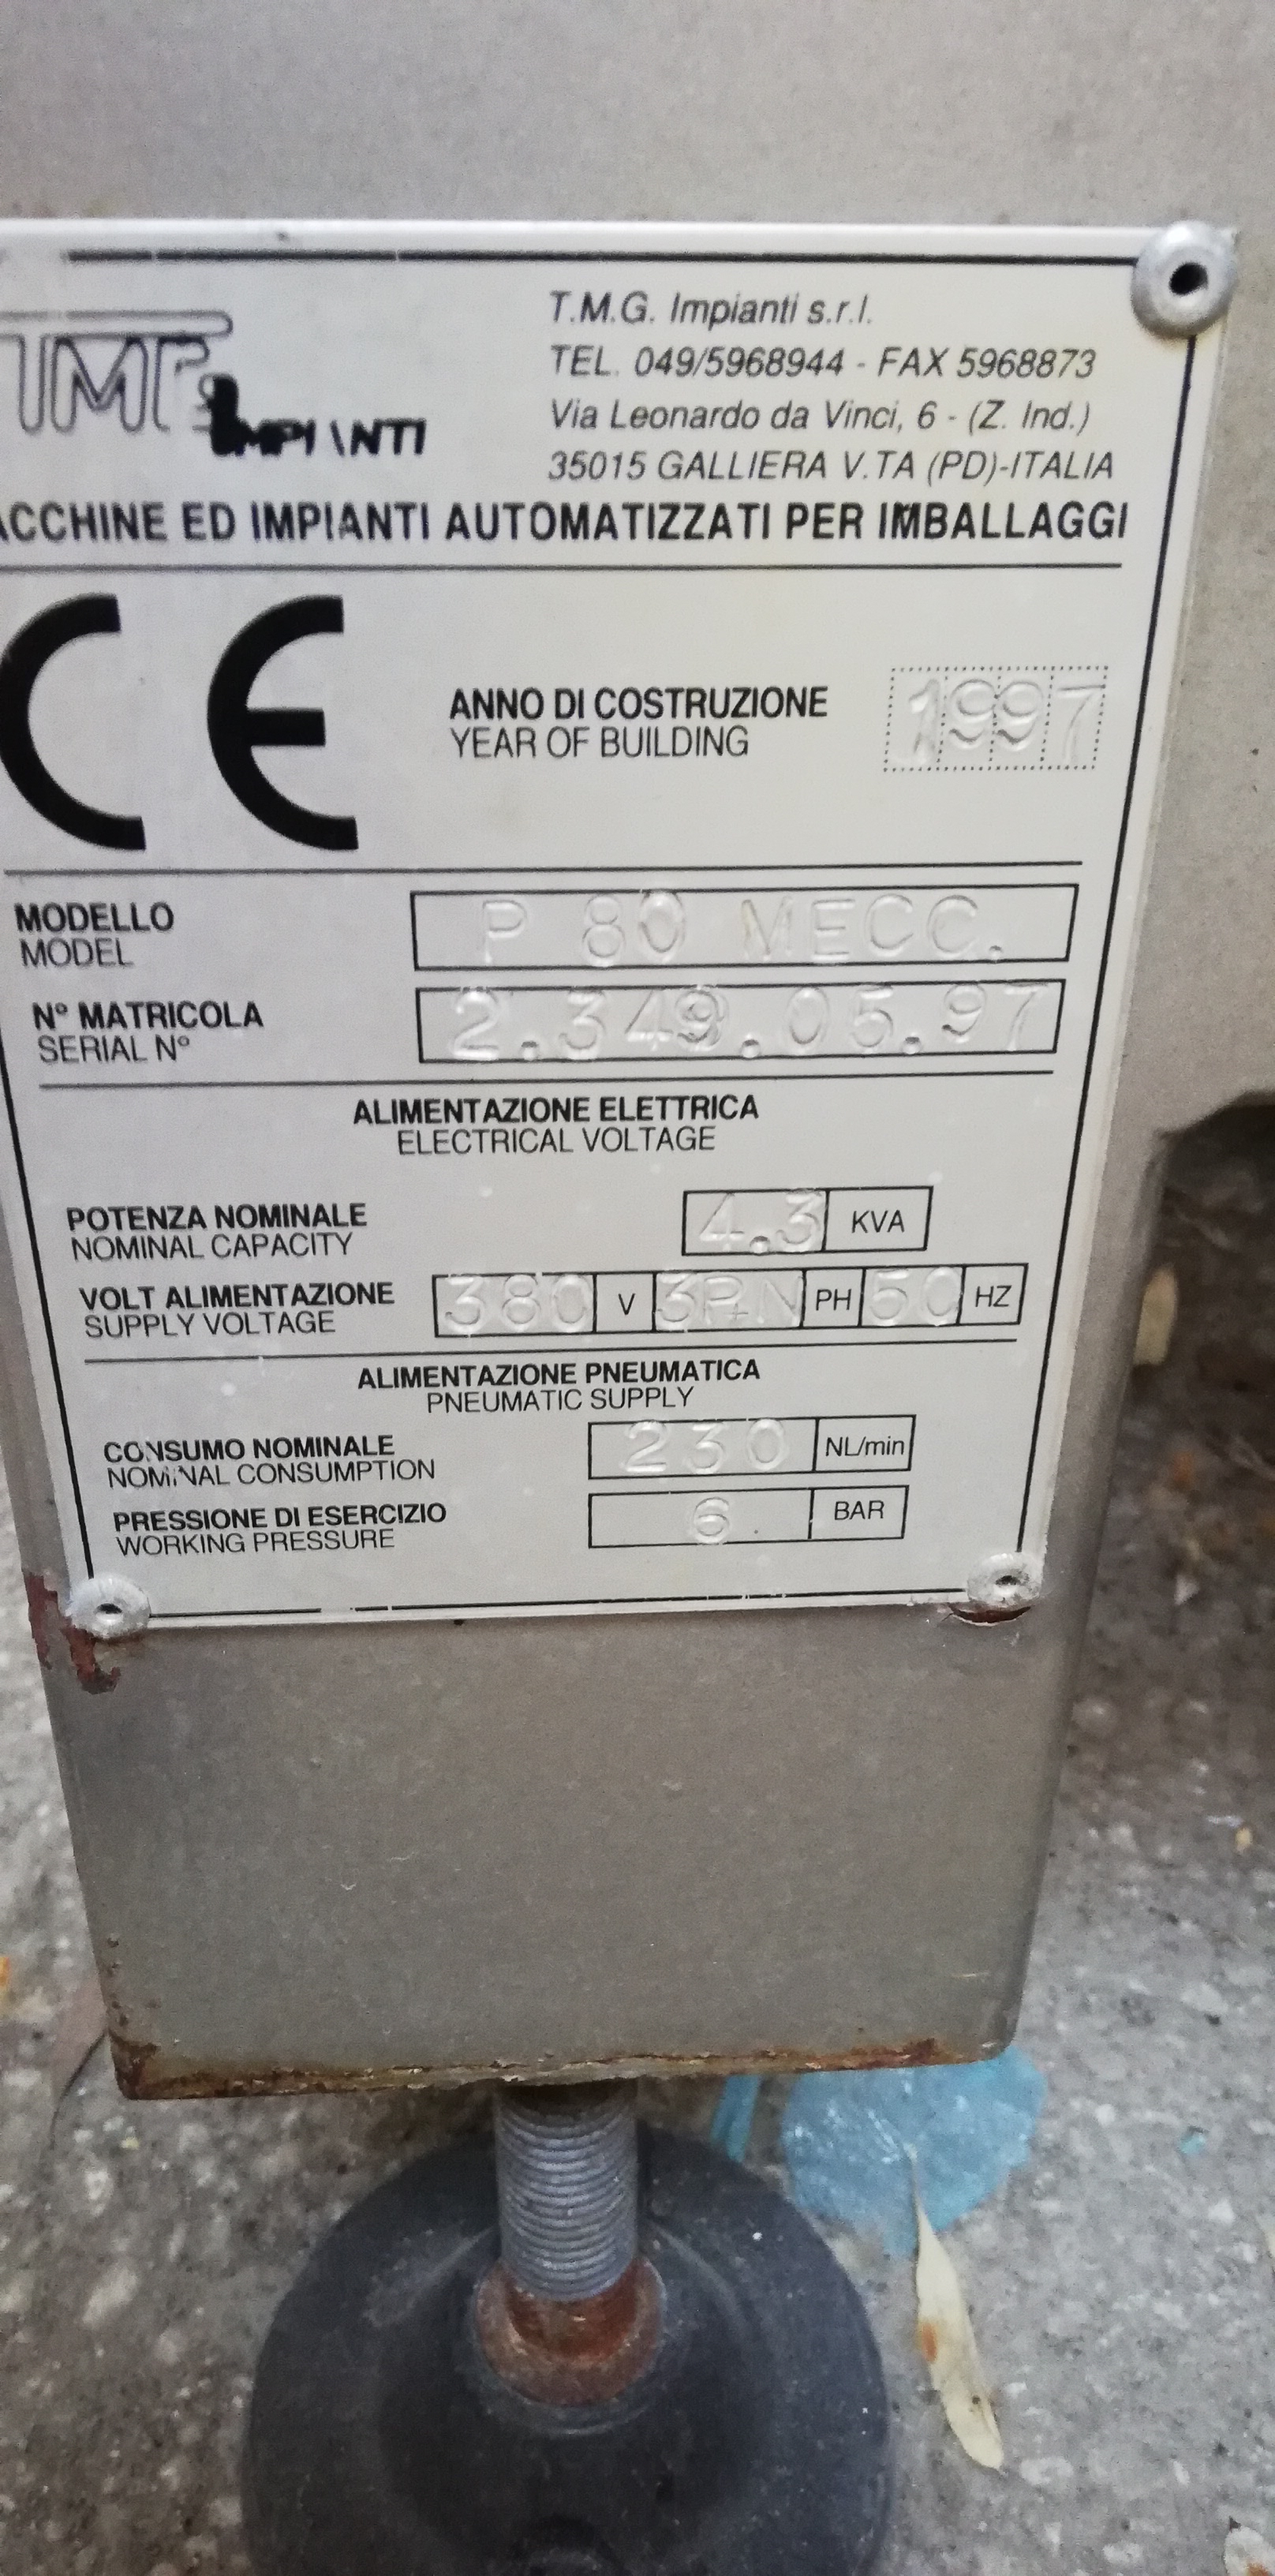 TMG IMPIANTI
T.M.G. Impianti s.r.l.
TEL. 049/5968944 - FAX 5968873
Via Leonardo da Vinci, 6 - (Z. Ind.)
35015 GALLIERA V.TA (PD)-ITALIA
ACCHINE ED IMPIANTI AUTOMATIZZATI PER IMBALLAGGI
CE
ANNO DI COSTRUZIONE 1997
YEAR OF BUILDING
MODELLO P 80 MECC.
MODEL
N° MATRICOLA 2.349.05.97
SERIAL N°
ALIMENTAZIONE ELETTRICA
ELECTRICAL VOLTAGE
POTENZA NOMINALE 4.3 KVA
NOMINAL CAPACITY
VOLT ALIMENTAZIONE 380 V 3P+N PH 50 HZ
SUPPLY VOLTAGE
ALIMENTAZIONE PNEUMATICA
PNEUMATIC SUPPLY
CONSUMO NOMINALE 230 NL/min
NOMINAL CONSUMPTION
PRESSIONE DI ESERCIZIO 6 BAR
WORKING PRESSURE